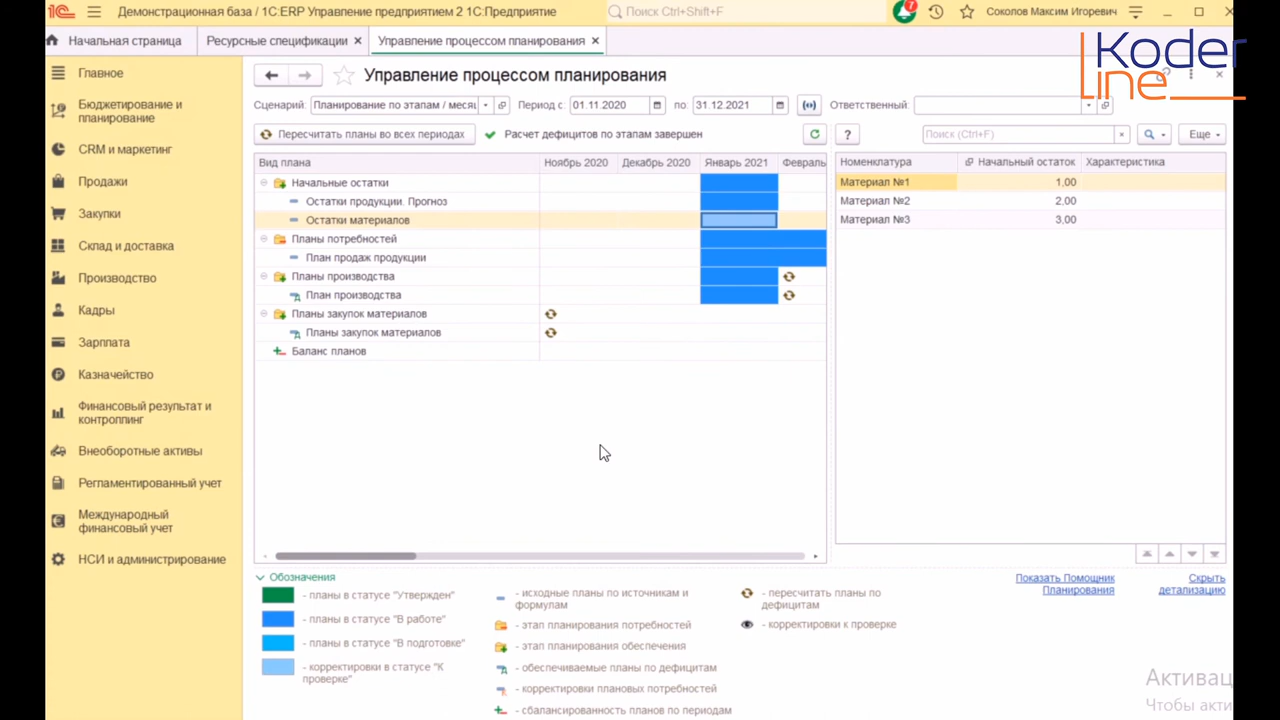 1С Демонстрационная база / 1С:ERP Управление предприятием 2 1С:Предприятие Поиск Ctrl+Shift+F 7 Соколов Максим Игоревич
Начальная страница Ресурсные спецификации × Управление процессом планирования ×
Koder
line
Главное
Бюджетирование и
планирование
CRM и маркетинг
Продажи
Закупки
Склад и доставка
Производство
Кадры
Зарплата
Казначейство
Финансовый результат и
контроллинг
Внеоборотные активы
Регламентированный учет
Международный
финансовый учет
НСИ и администрирование
Управление процессом планирования
Сценарий: Планирование по этапам / месяц Период с: 01.11.2020 по: 31.12.2021 Ответственный:
Пересчитать планы во всех периодах Расчет дефицитов по этапам завершен ? Поиск (Ctrl+F) × Еще
Вид плана Ноябрь 2020 Декабрь 2020 Январь 2021 Февраль
Начальные остатки
Остатки продукции. Прогноз
Остатки материалов
Планы потребностей
План продаж продукции
Планы производства
План производства
Планы закупок материалов
Планы закупок материалов
Баланс планов
Номенклатура Начальный остаток Характеристика
Материал №1 1,00
Материал №2 2,00
Материал №3 3,00
Обозначения
- планы в статусе "Утвержден"
- планы в статусе "В работе"
- планы в статусе "В подготовке"
- корректировки в статусе "К
проверке"
- исходные планы по источникам и
формулам
- этап планирования потребностей
- этап планирования обеспечения
- обеспечиваемые планы по дефицитам
- корректировки плановых потребностей
- сбалансированность планов по периодам
- пересчитать планы по
дефицитам
- корректировки к проверке
Показать Помощник
Планирования
Скрыть
детализацию
Активац
Чтобы акти